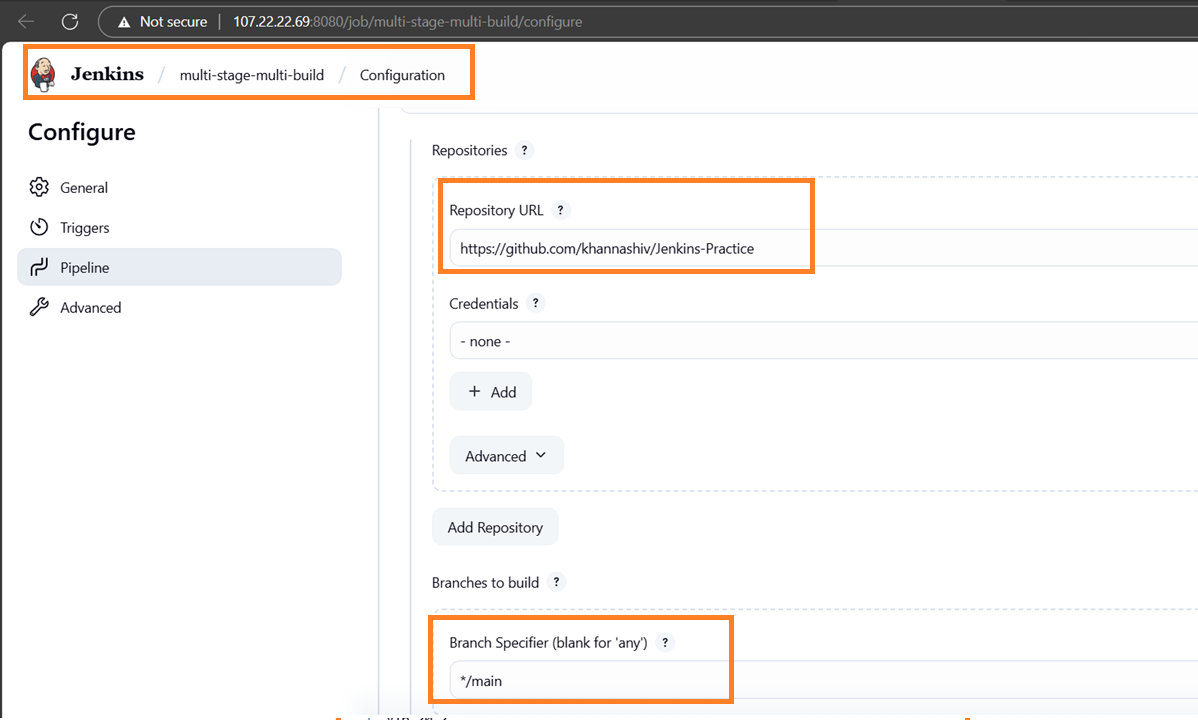 Not secure 107.22.22.69:8080/job/multi-stage-multi-build/configure
Jenkins / multi-stage-multi-build / Configuration
Configure
General
Triggers
Pipeline
Advanced
Repositories ?
Repository URL ?
https://github.com/khannashiv/Jenkins-Practice
Credentials ?
- none -
+ Add
Advanced
Add Repository
Branches to build ?
Branch Specifier (blank for 'any') ?
*/main